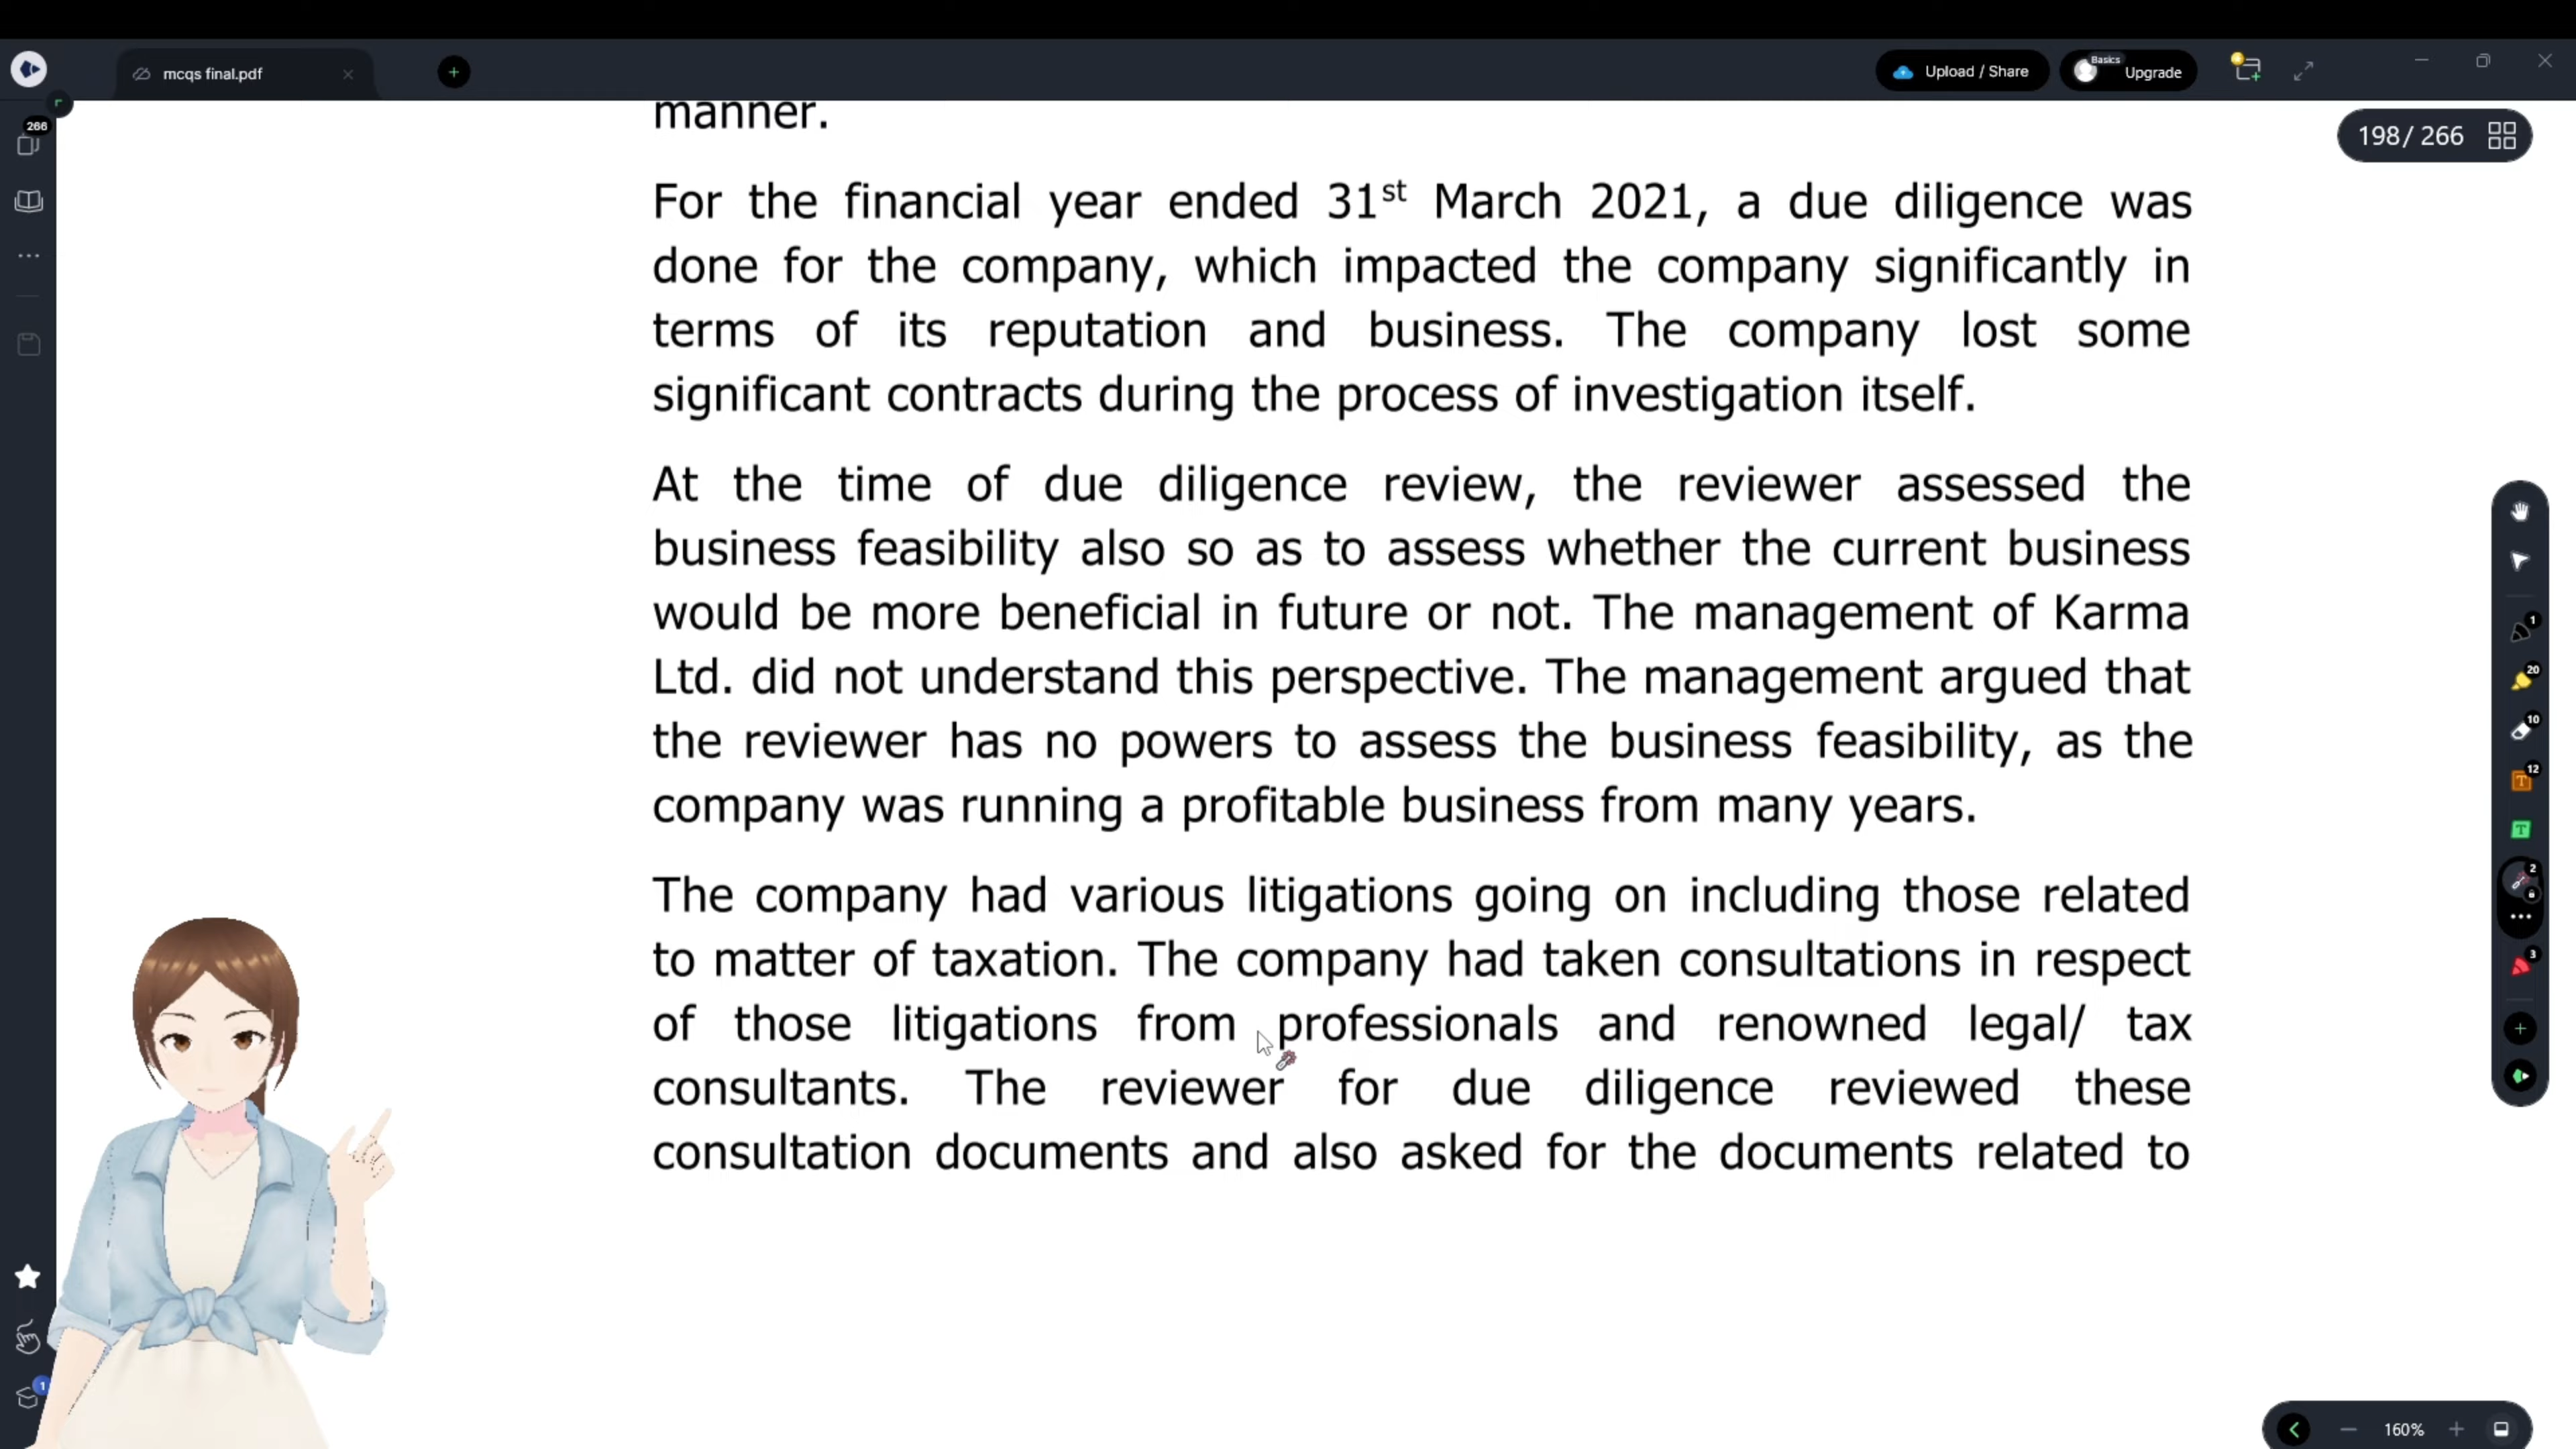 mcqs final.pdf
Upload / Share
Basics
Upgrade
266
198/ 266
manner.
For the financial year ended 31st March 2021, a due diligence was
done for the company, which impacted the company significantly in
terms of its reputation and business. The company lost some
significant contracts during the process of investigation itself.
At the time of due diligence review, the reviewer assessed the
business feasibility also so as to assess whether the current business
would be more beneficial in future or not. The management of Karma
Ltd. did not understand this perspective. The management argued that
the reviewer has no powers to assess the business feasibility, as the
company was running a profitable business from many years.
The company had various litigations going on including those related
to matter of taxation. The company had taken consultations in respect
of those litigations from professionals and renowned legal/ tax
consultants. The reviewer for due diligence reviewed these
consultation documents and also asked for the documents related to
1
20
10
12
T
T
2
3
1
160%